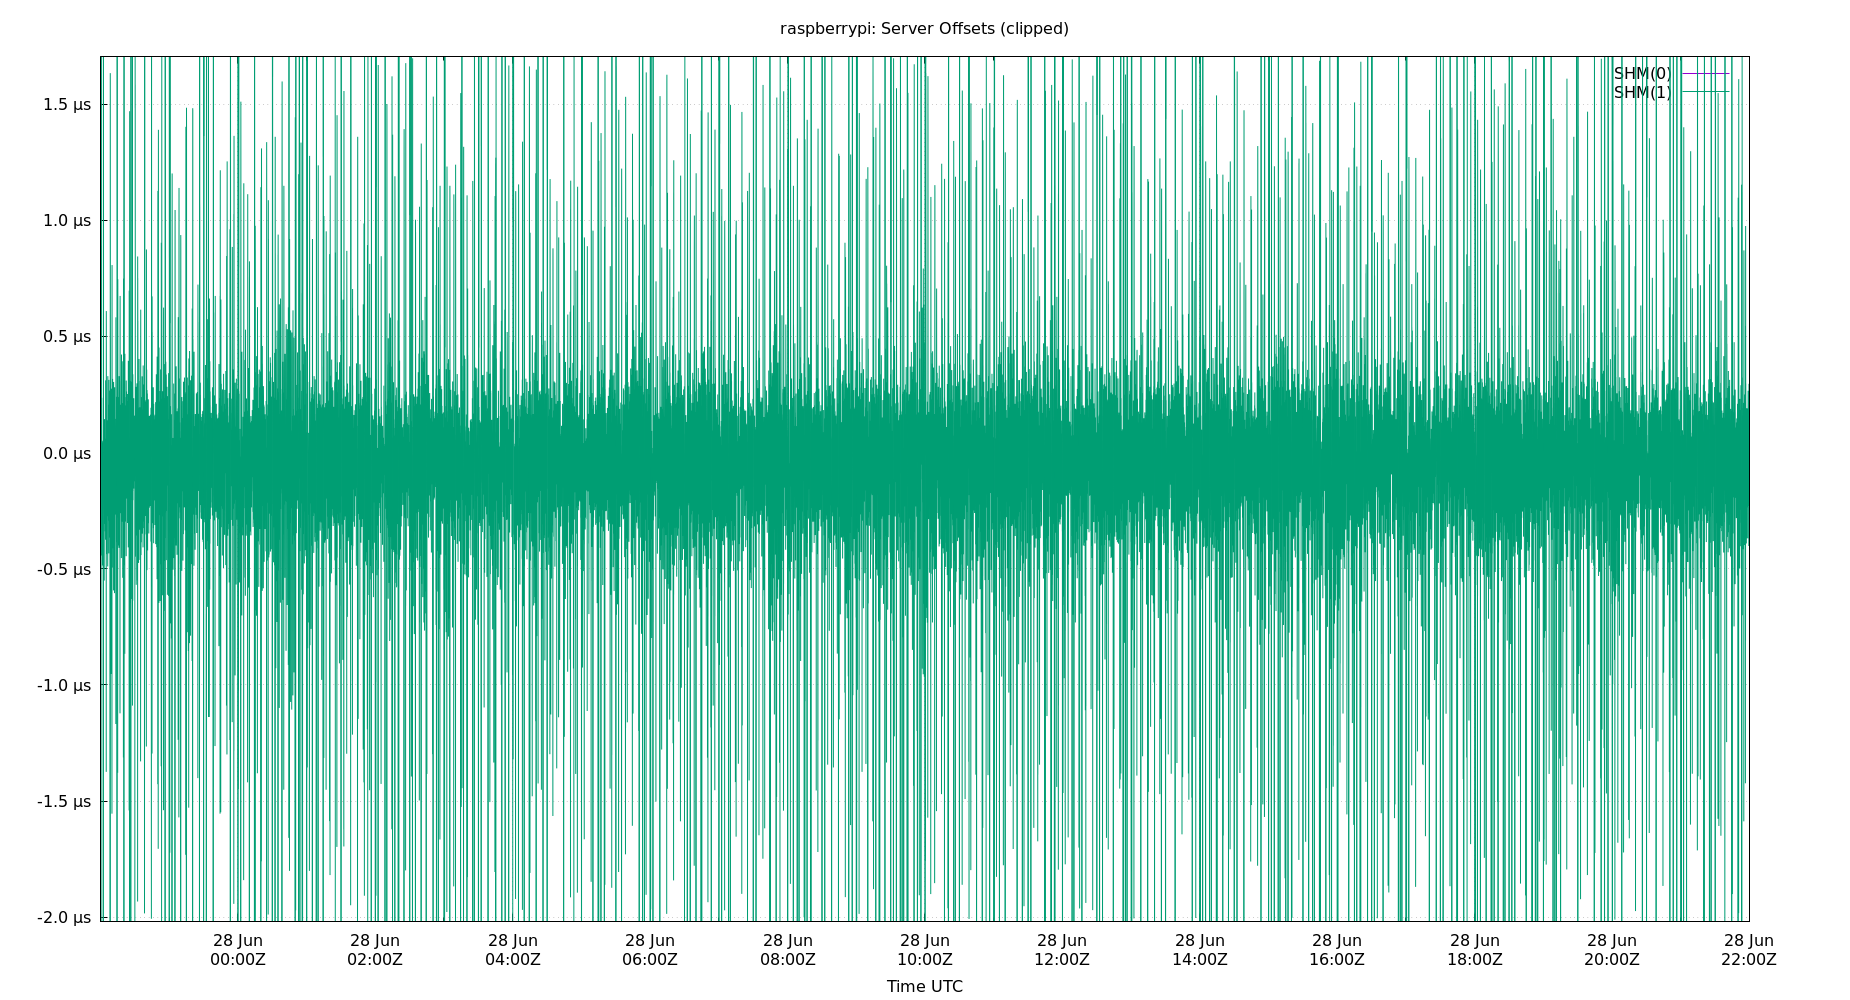 raspberrypi: Server Offsets (clipped)
SHM(0)
SHM(1)
1.5 µs
1.0 µs
0.5 µs
0.0 µs
-0.5 µs
-1.0 µs
-1.5 µs
-2.0 µs
28 Jun 28 Jun 28 Jun 28 Jun 28 Jun 28 Jun 28 Jun 28 Jun 28 Jun 28 Jun 28 Jun 28 Jun
00:00Z 02:00Z 04:00Z 06:00Z 08:00Z 10:00Z 12:00Z 14:00Z 16:00Z 18:00Z 20:00Z 22:00Z
Time UTC